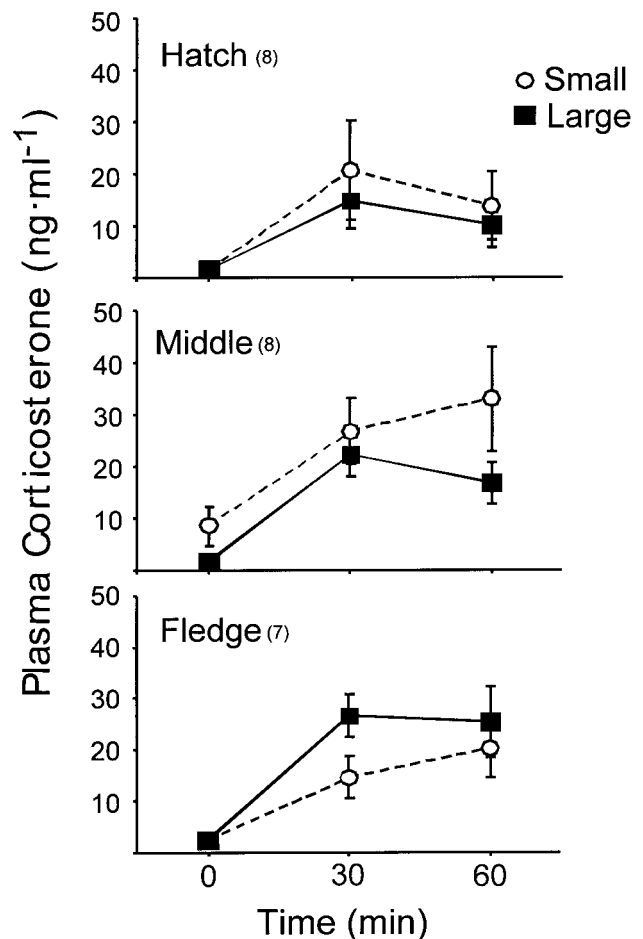 Plasma Corticosterone (ng·ml-1)
50
40
30
20
10
Hatch (8)
Small
Large
50
40
30
20
10
Middle (8)
50
40
30
20
10
Fledge (7)
0 30 60
Time (min)